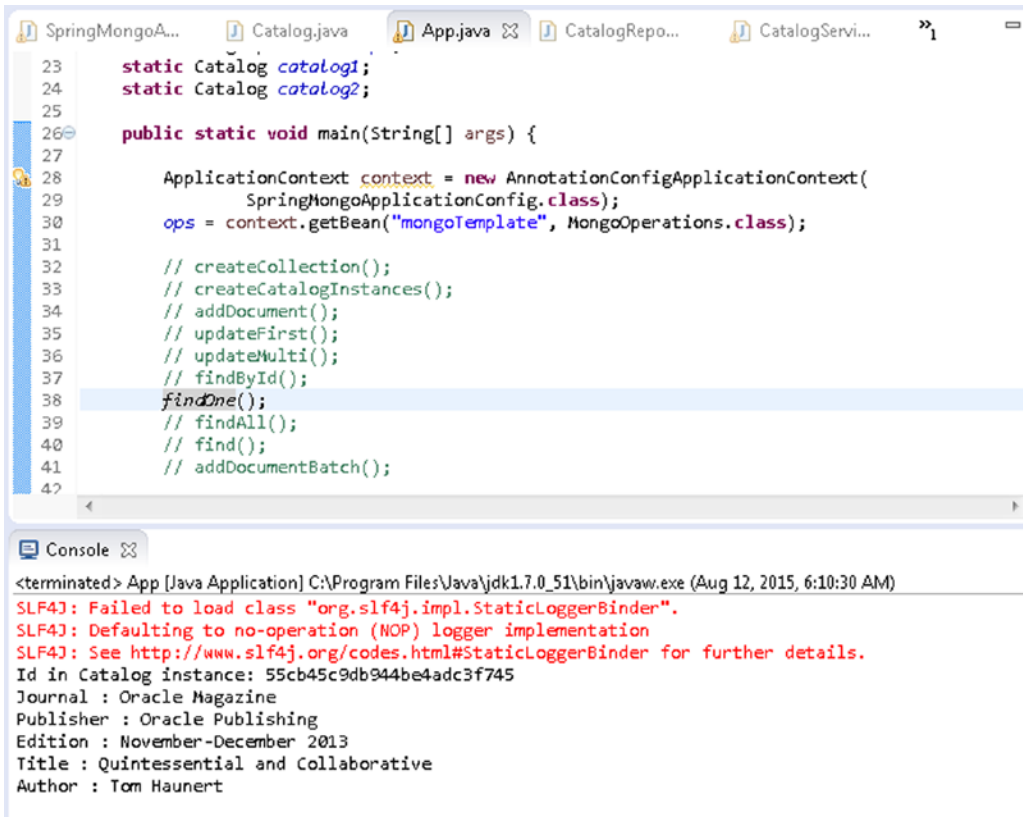 SpringMongoA... Catalog.java App.java CatalogRepo... CatalogServi... »1
23 static Catalog catalog1;
24 static Catalog catalog2;
25
26 public static void main(String[] args) {
27
28 ApplicationContext context = new AnnotationConfigApplicationContext(
29 SpringMongoApplicationConfig.class);
30 ops = context.getBean("mongoTemplate", MongoOperations.class);
31
32 // createCollection();
33 // createCatalogInstances();
34 // addDocument();
35 // updateFirst();
36 // updateMulti();
37 // findById();
38 findOne();
39 // findAll();
40 // find();
41 // addDocumentBatch();
42
Console
<terminated> App [Java Application] C:\Program Files\Java\jdk1.7.0_51\bin\javaw.exe (Aug 12, 2015, 6:10:30 AM)
SLF4J: Failed to load class "org.slf4j.impl.StaticLoggerBinder".
SLF4J: Defaulting to no-operation (NOP) logger implementation
SLF4J: See http://www.slf4j.org/codes.html#StaticLoggerBinder for further details.
Id in Catalog instance: 55cb45c9db944be4adc3f745
Journal : Oracle Magazine
Publisher : Oracle Publishing
Edition : November-December 2013
Title : Quintessential and Collaborative
Author : Tom Haunert